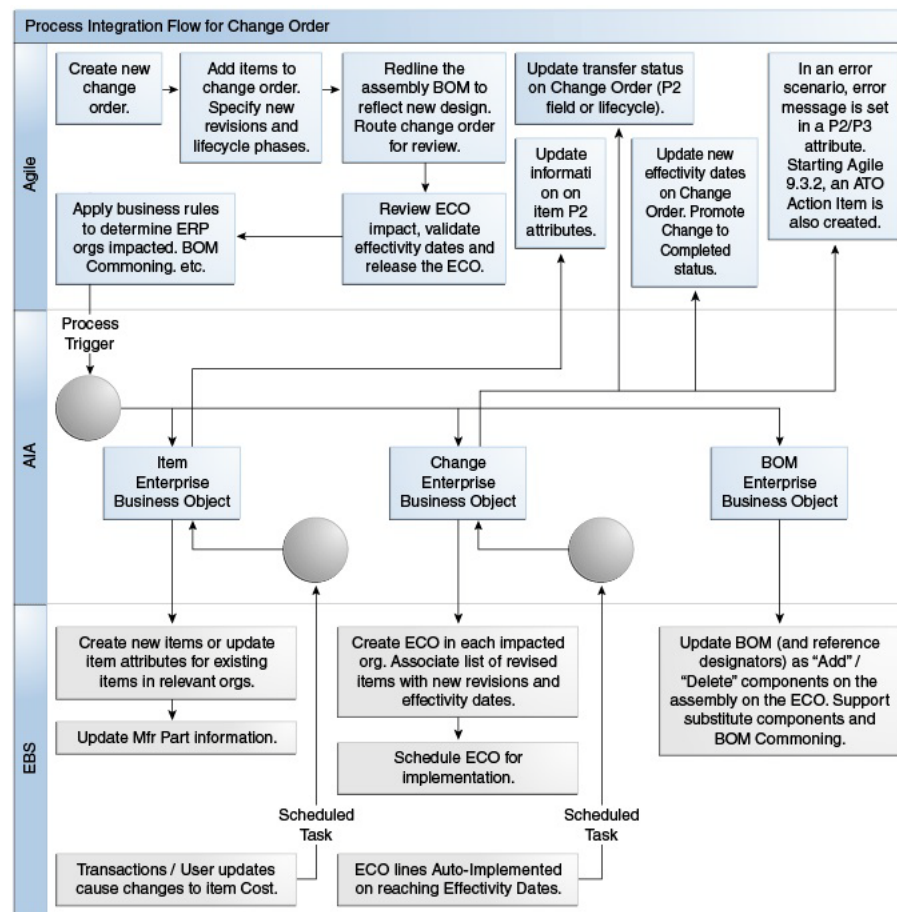 Process Integration Flow for Change Order
Agile
Create new
change
order.
Add items to
change order.
Specify new
revisions and
lifecycle phases.
Redline the
assembly BOM to
reflect new design.
Route change order
for review.
Update transfer status
on Change Order (P2
field or lifecycle).
In an error
scenario, error
message is set
in a P2/P3
attribute.
Starting Agile
9.3.2, an ATO
Action Item is
also created.
Update
informati
on on
item P2
attributes.
Update new
effectivity dates
on Change
Order. Promote
Change to
Completed
status.
Apply business rules
to determine ERP
orgs impacted. BOM
Commoning. etc.
Review ECO
impact, validate
effectivity dates and
release the ECO.
AIA
Process
Trigger
Item
Enterprise
Business Object
Change
Enterprise
Business Object
BOM
Enterprise
Business Object
EBS
Create new items or update
item attributes for existing
items in relevant orgs.
Update Mfr Part information.
Create ECO in each impacted
org. Associate list of revised
items with new revisions and
effectivity dates.
Schedule ECO for
implementation.
Update BOM (and reference
designators) as “Add” /
“Delete” components on the
assembly on the ECO. Support
substitute components and
BOM Commoning.
Scheduled
Task
Scheduled
Task
Transactions / User updates
cause changes to item Cost.
ECO lines Auto-Implemented
on reaching Effectivity Dates.